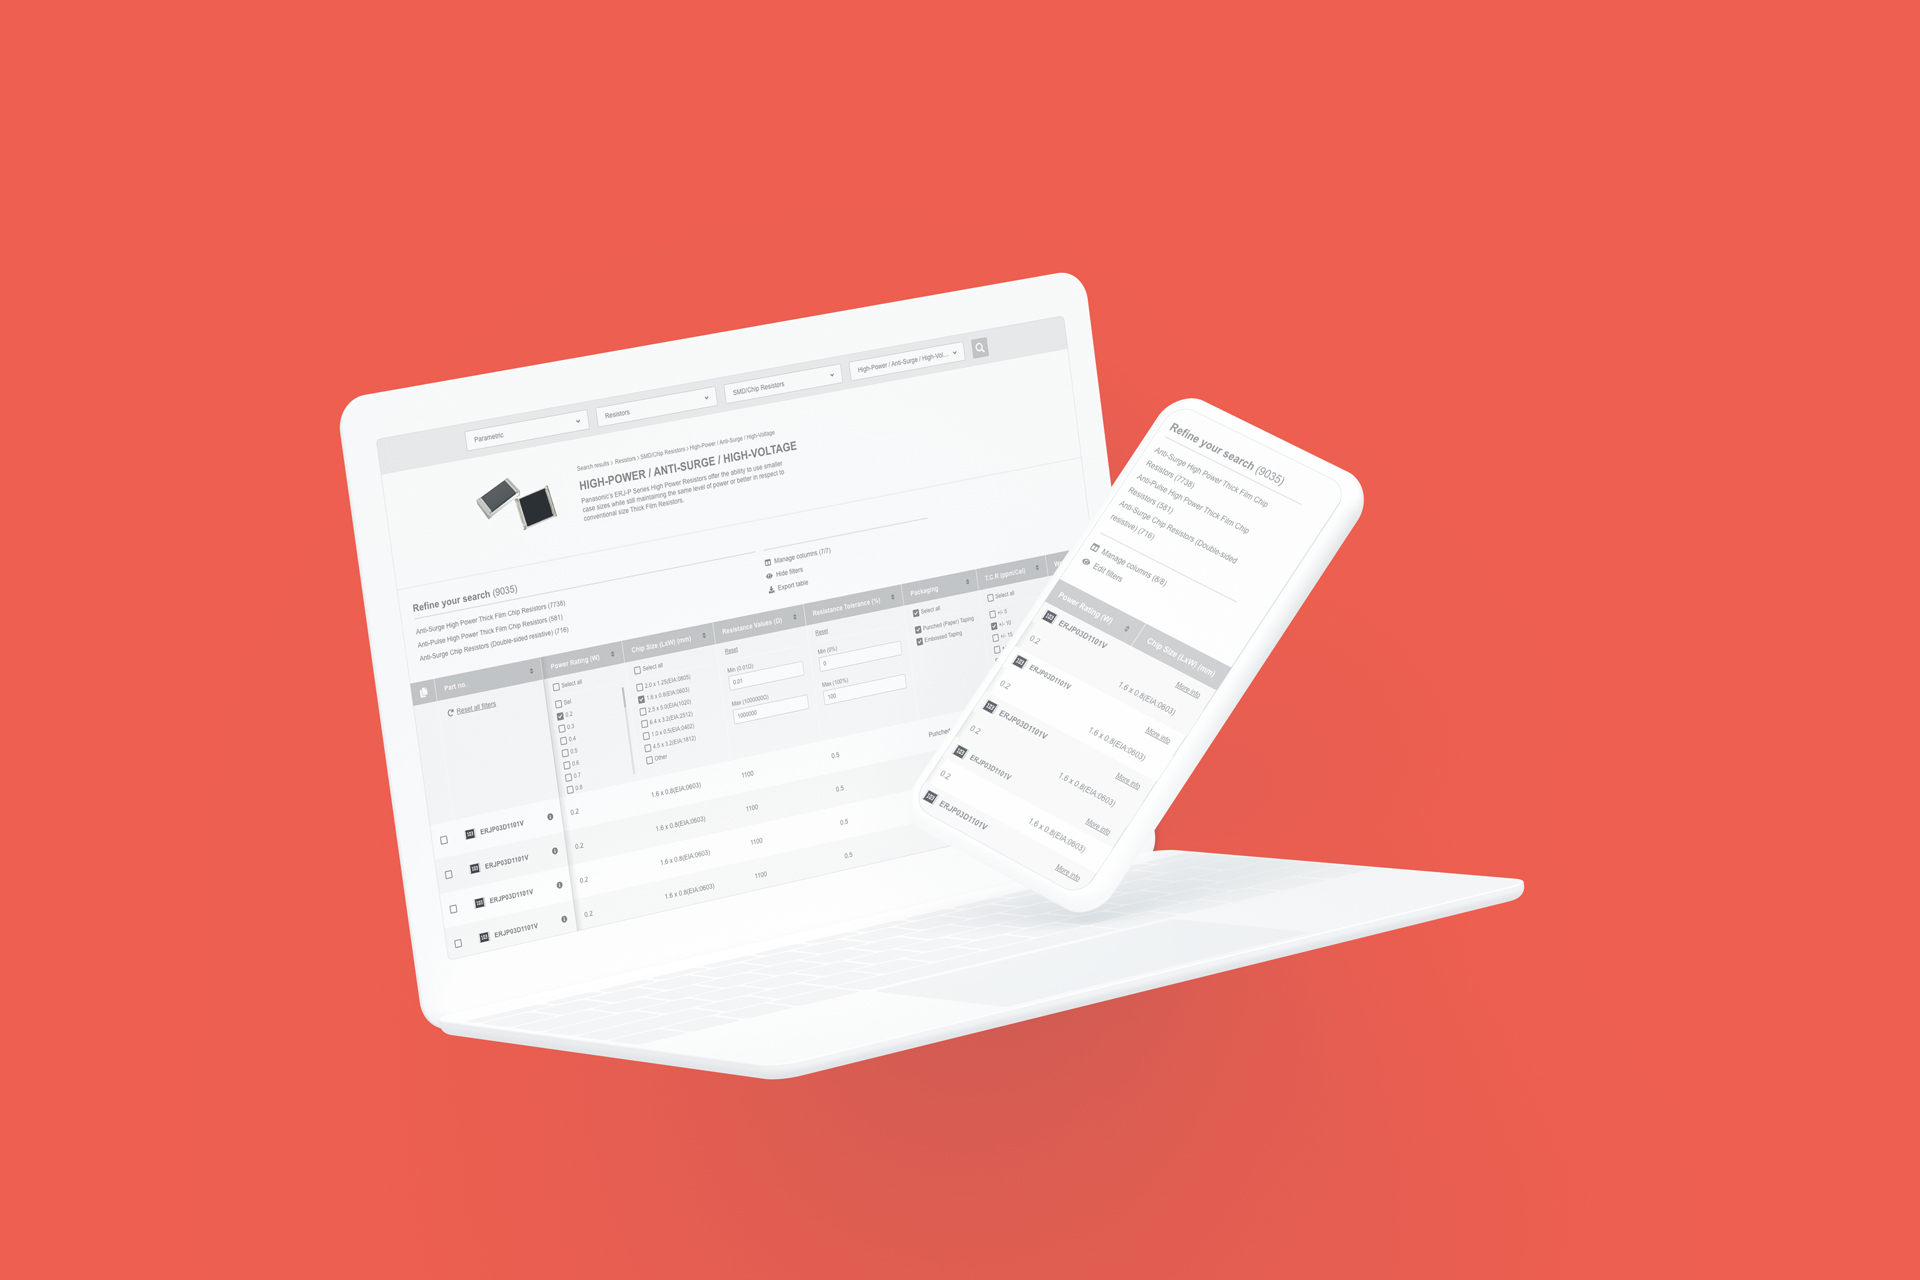 Parametric
Resistors
SMD/Chip Resistors
High-Power / Anti-Surge / High-Vol...
Search results > Resistors > SMD/Chip Resistors > High-Power / Anti-Surge / High-Voltage
HIGH-POWER / ANTI-SURGE / HIGH-VOLTAGE
Panasonic's ERJ-P Series High Power Resistors offer the ability to use smaller
case sizes while still maintaining the same level of power or better in respect to
conventional size Thick Film Resistors.
Refine your search (9035)
Anti-Surge High Power Thick Film Chip Resistors (7738)
Anti-Pulse High Power Thick Film Chip Resistors (581)
Anti-Surge Chip Resistors (Double-sided resistive) (716)
Manage columns (7/7)
Hide filters
Export table
Part no.
Power Rating (W)
Chip Size (LxW) (mm)
Resistance Values (Ω)
Resistance Tolerance (%)
Packaging
T.C.R (ppm/Cel)
Reset all filters
Select all
Sel
0.2
0.3
0.4
0.5
0.6
0.7
0.8
Select all
2.0 x 1.25(EIA:0805)
1.6 x 0.8(EIA:0603)
2.5 x 5.0(EIA:1020)
6.4 x 3.2(EIA:2512)
1.0 x 0.5(EIA:0402)
4.5 x 3.2(EIA:1812)
Other
Reset
Min (0.01Ω)
0.01
Max (1000000Ω)
1000000
Reset
Min (0%)
0
Max (100%)
100
Select all
Punched (Paper) Taping
Embossed Taping
Select all
+/- 5
+/- 10
+/- 15
ERJP03D1101V 0.2 1.6 x 0.8(EIA:0603) 1100 0.5
ERJP03D1101V 0.2 1.6 x 0.8(EIA:0603) 1100 0.5
ERJP03D1101V 0.2 1.6 x 0.8(EIA:0603) 1100 0.5
ERJP03D1101V 0.2 1.6 x 0.8(EIA:0603) 1100 0.5
Refine your search (9035)
Anti-Surge High Power Thick Film Chip
Resistors (7738)
Anti-Pulse High Power Thick Film Chip
Resistors (581)
Anti-Surge Chip Resistors (Double-sided
resistive) (716)
Manage columns (8/8)
Edit filters
Power Rating (W)
Chip Size (LxW) (mm)
ERJP03D1101V
More info
0.2
1.6 x 0.8(EIA:0603)
ERJP03D1101V
More info
0.2
1.6 x 0.8(EIA:0603)
ERJP03D1101V
More info
0.2
1.6 x 0.8(EIA:0603)
ERJP03D1101V
More info
0.2
1.6 x 0.8(EIA:0603)
ERJP03D1101V
More info